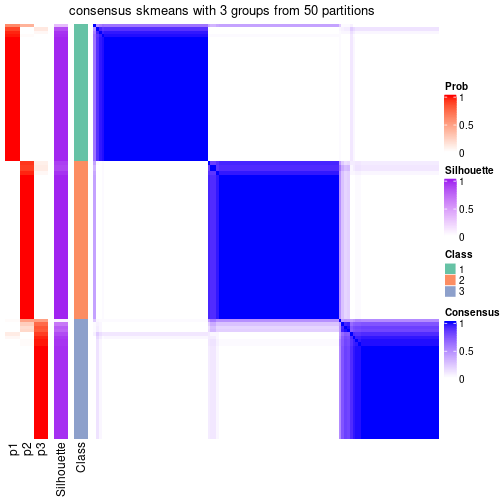 consensus skmeans with 3 groups from 50 partitions
Prob
1
0.5
0
Silhouette
1
0.5
0
Class
1
2
3
Consensus
1
0.5
0
p1
p2
p3
Silhouette
Class